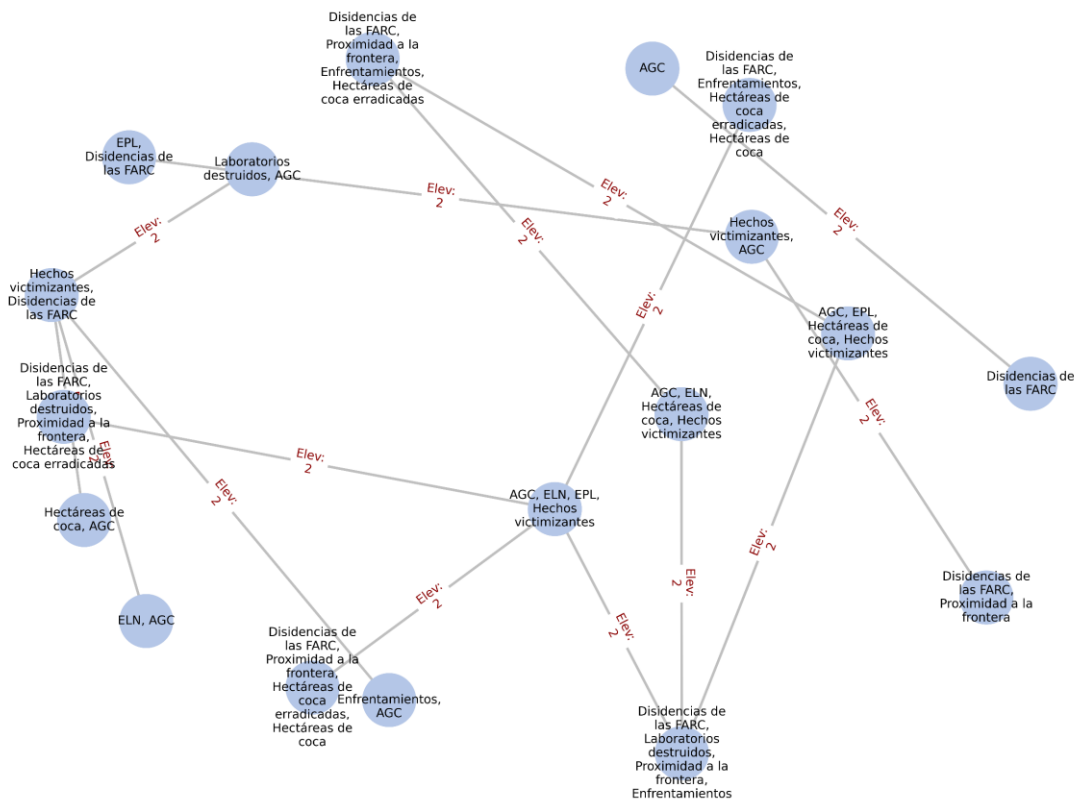 Disidencias de
las FARC,
Proximidad a la
frontera,
Enfrentamientos,
Hectáreas de
coca erradicadas
AGC
Disidencias de
las FARC,
Enfrentamientos,
Hectáreas de
coca
erradicadas,
Hectáreas de
coca
EPL,
Disidencias de
las FARC
Laboratorios
destruidos, AGC
Elev:
2
Elev:
2
Elev:
2
Elev:
2
Elev:
2
Hechos
victimizantes,
AGC
Hechos
victimizantes,
Disidencias de
las FARC
Elev:
2
AGC, EPL,
Hectáreas de
coca, Hechos
victimizantes
Disidencias de
las FARC
Disidencias de
las FARC,
Laboratorios
destruidos,
Proximidad a la
frontera,
Hectáreas de
coca erradicadas
AGC, ELN,
Hectáreas de
coca, Hechos
victimizantes
Elev:
2
Elev:
2
Elev:
2
Elev:
2
Hectáreas de
coca, AGC
AGC, ELN, EPL,
Hechos
victimizantes
Elev:
2
Elev:
2
Elev:
2
Elev:
2
ELN, AGC
Disidencias de
las FARC,
Proximidad a la
frontera
Disidencias de
las FARC,
Proximidad a la
frontera,
Hectáreas de
coca
erradicadas,
Hectáreas de
coca
Enfrentamientos,
AGC
Disidencias de
las FARC,
Laboratorios
destruidos,
Proximidad a la
frontera,
Enfrentamientos